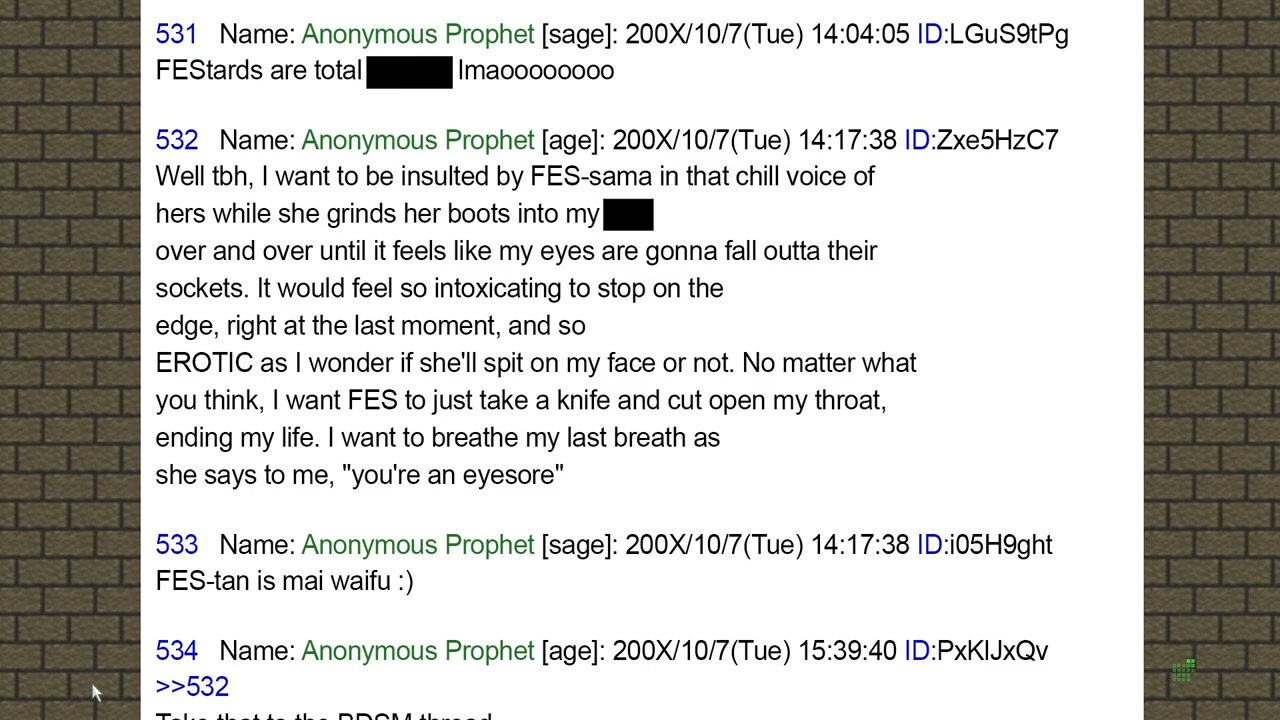 531 Name: Anonymous Prophet [sage]: 200X/10/7(Tue) 14:04:05 ID:LGuS9tPg
FEStards are total lmaoooooooo
532 Name: Anonymous Prophet [age]: 200X/10/7(Tue) 14:17:38 ID:Zxe5HzC7
Well tbh, I want to be insulted by FES-sama in that chill voice of
hers while she grinds her boots into my
over and over until it feels like my eyes are gonna fall outta their
sockets. It would feel so intoxicating to stop on the
edge, right at the last moment, and so
EROTIC as I wonder if she'll spit on my face or not. No matter what
you think, I want FES to just take a knife and cut open my throat,
ending my life. I want to breathe my last breath as
she says to me, "you're an eyesore"
533 Name: Anonymous Prophet [sage]: 200X/10/7(Tue) 14:17:38 ID:i05H9ght
FES-tan is mai waifu :)
534 Name: Anonymous Prophet [age]: 200X/10/7(Tue) 15:39:40 ID:PxKIJxQv
>>532
Take that to the BDSM thread